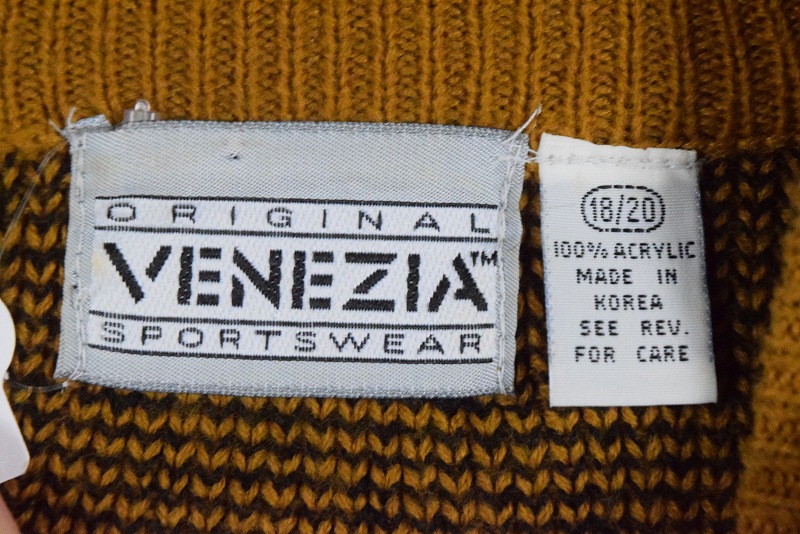 ORIGINAL
VENEZIA™
SPORTSWEAR
18/20
100% ACRYLIC
MADE IN
KOREA
SEE REV.
FOR CARE